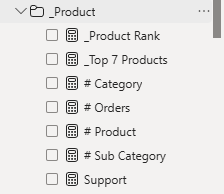 _Product
_Product Rank
_Top 7 Products
# Category
# Orders
# Product
# Sub Category
Support